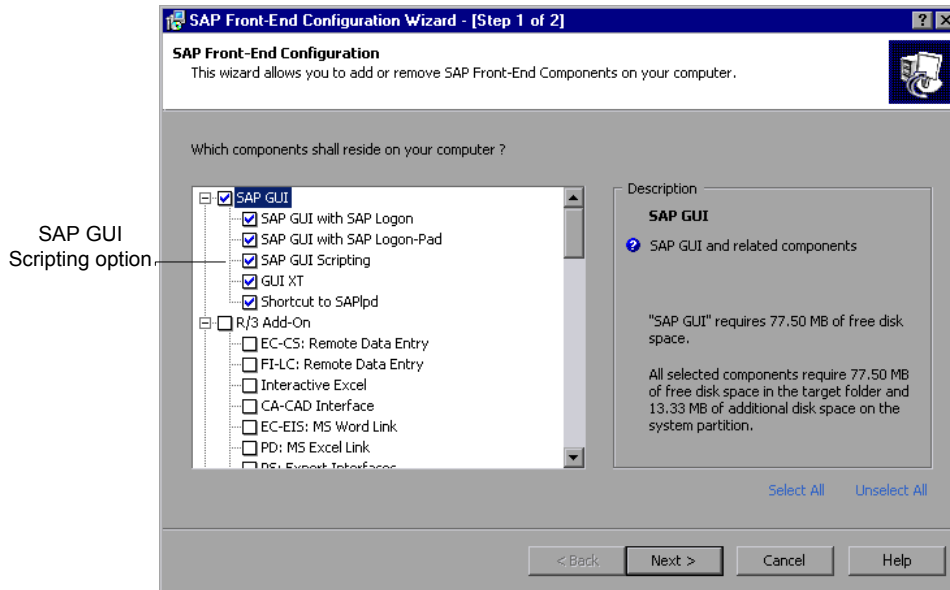 SAP Front-End Configuration Wizard - [Step 1 of 2]
SAP Front-End Configuration
This wizard allows you to add or remove SAP Front-End Components on your computer.
Which components shall reside on your computer ?
SAP GUI
SAP GUI with SAP Logon
SAP GUI with SAP Logon-Pad
SAP GUI Scripting
GUI XT
Shortcut to SAPlpd
R/3 Add-On
EC-CS: Remote Data Entry
FI-LC: Remote Data Entry
Interactive Excel
CA-CAD Interface
EC-EIS: MS Word Link
PD: MS Excel Link
PS: Export Interfaces
SAP GUI
Scripting option
Description
SAP GUI
SAP GUI and related components
"SAP GUI" requires 77.50 MB of free disk
space.
All selected components require 77.50 MB
of free disk space in the target folder and
13.33 MB of additional disk space on the
system partition.
Select All
Unselect All
< Back
Next >
Cancel
Help